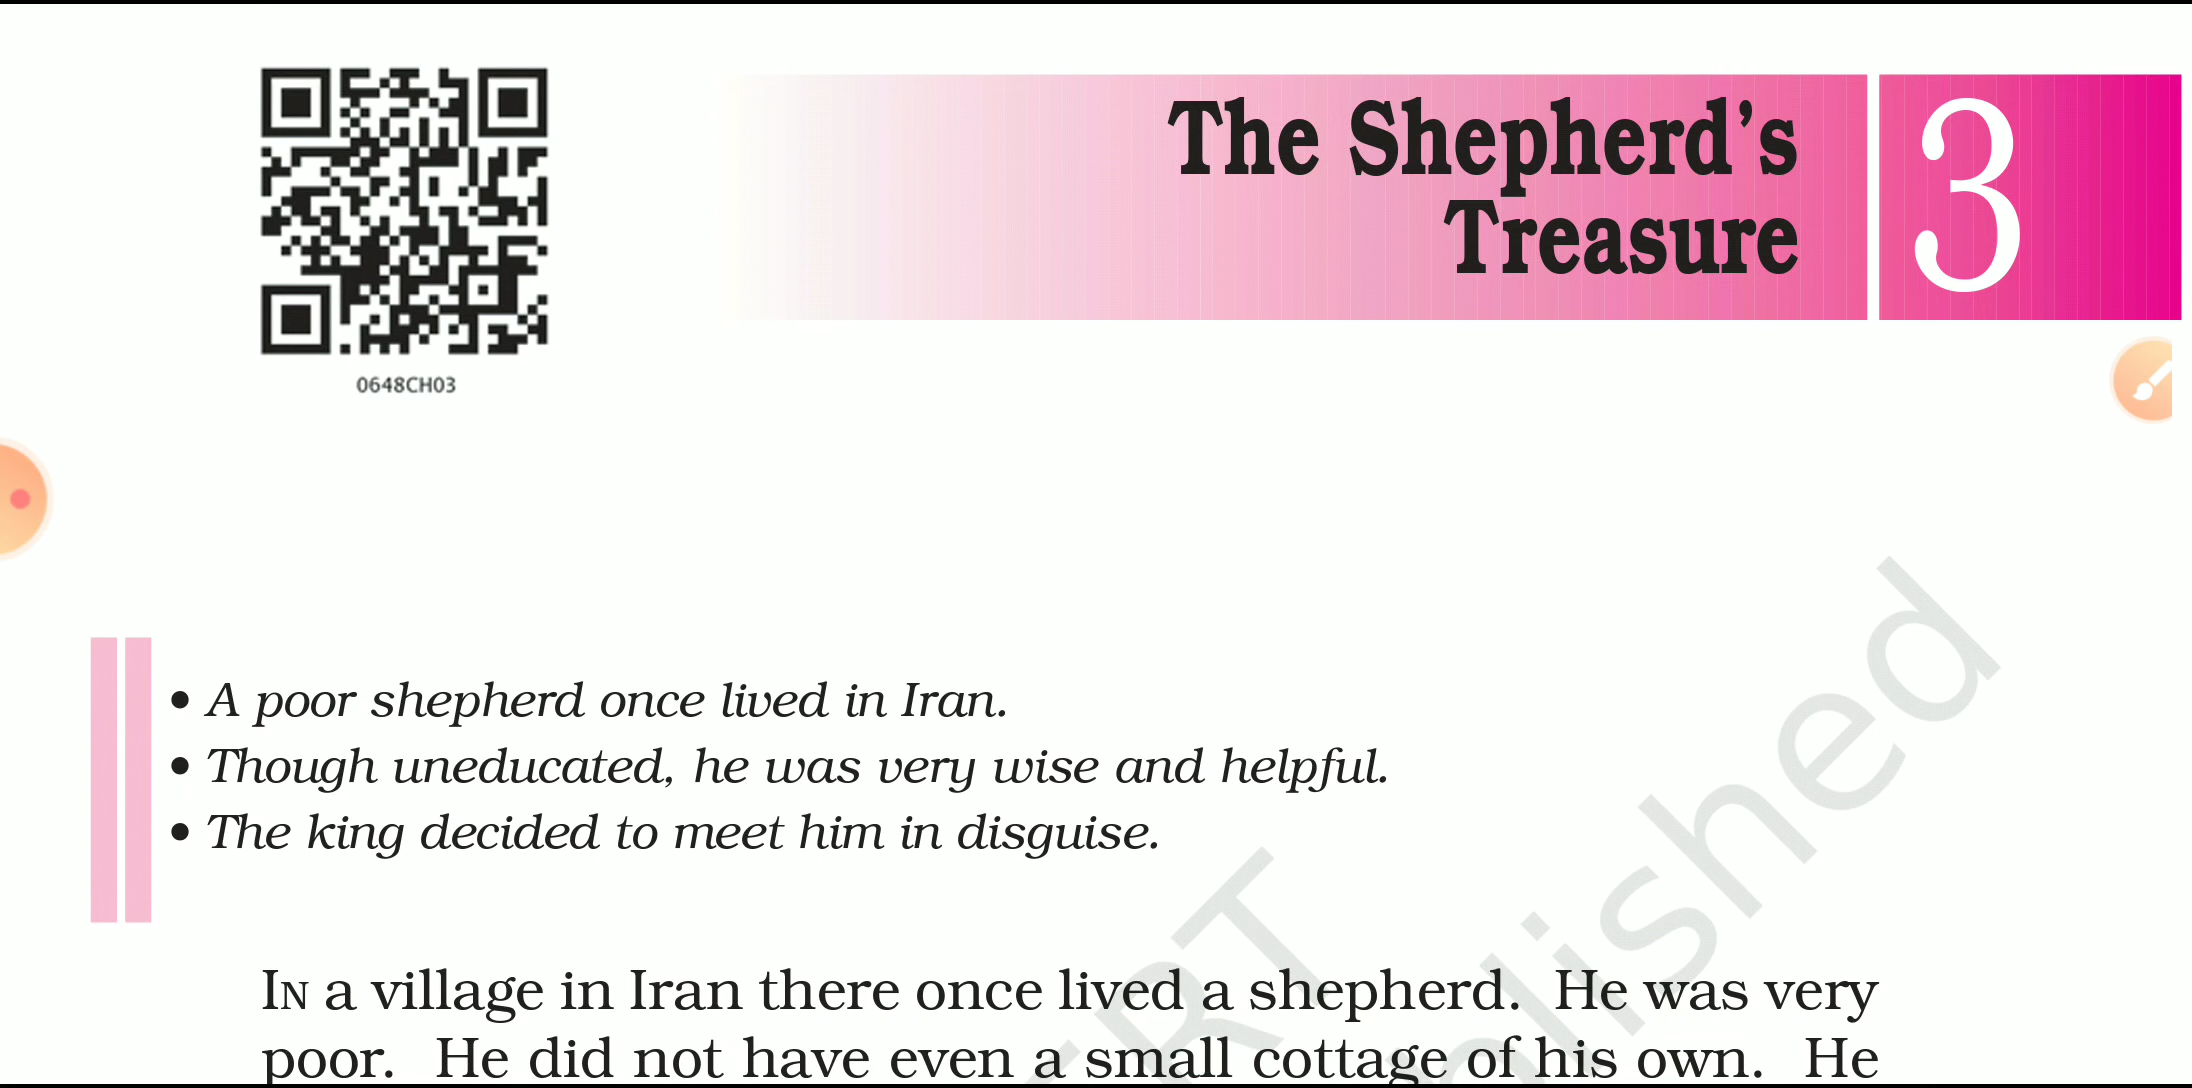 The Shepherd's
Treasure
3
0648CH03
• A poor shepherd once lived in Iran.
• Though uneducated, he was very wise and helpful.
• The king decided to meet him in disguise.
IN a village in Iran there once lived a shepherd. He was very
poor. He did not have even a small cottage of his own. He